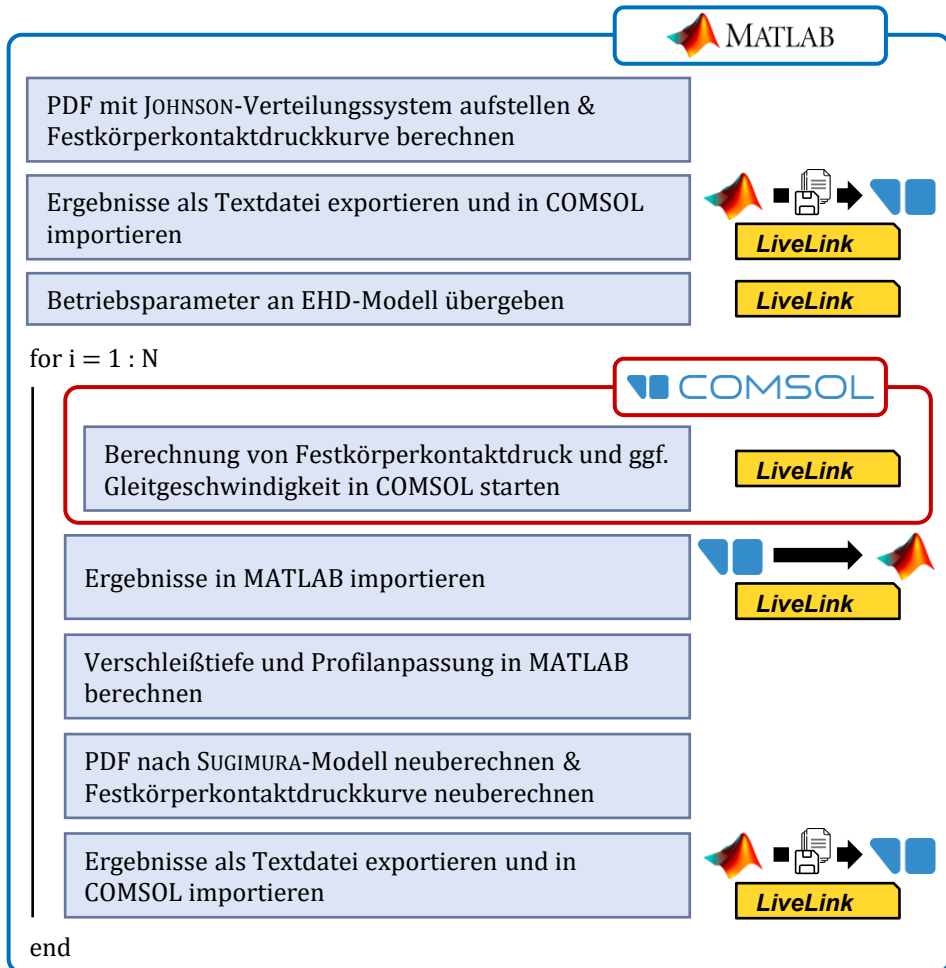 MATLAB
PDF mit JOHNSON-Verteilungssystem aufstellen &
Festkörperkontaktdruckkurve berechnen
Ergebnisse als Textdatei exportieren und in COMSOL
importieren
LiveLink
Betriebsparameter an EHD-Modell übergeben
LiveLink
for i = 1 : N
COMSOL
Berechnung von Festkörperkontaktdruck und ggf.
Gleitgeschwindigkeit in COMSOL starten
LiveLink
Ergebnisse in MATLAB importieren
LiveLink
Verschleißtiefe und Profilanpassung in MATLAB
berechnen
PDF nach SUGIMURA-Modell neuberechnen &
Festkörperkontaktdruckkurve neuberechnen
Ergebnisse als Textdatei exportieren und in
COMSOL importieren
LiveLink
end